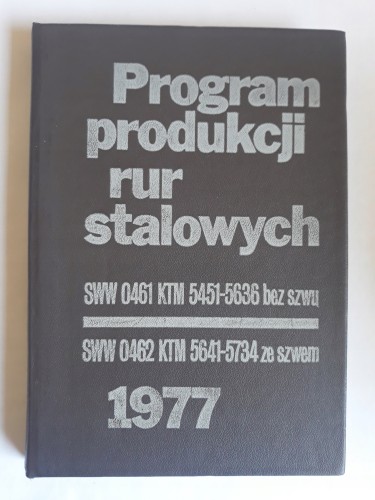 Program
produkcji
rur
stalowych
SWW 0461 KTM 5451-5636 bez szwu
SWW 0462 KTM 5641-5734 ze szwem
1977